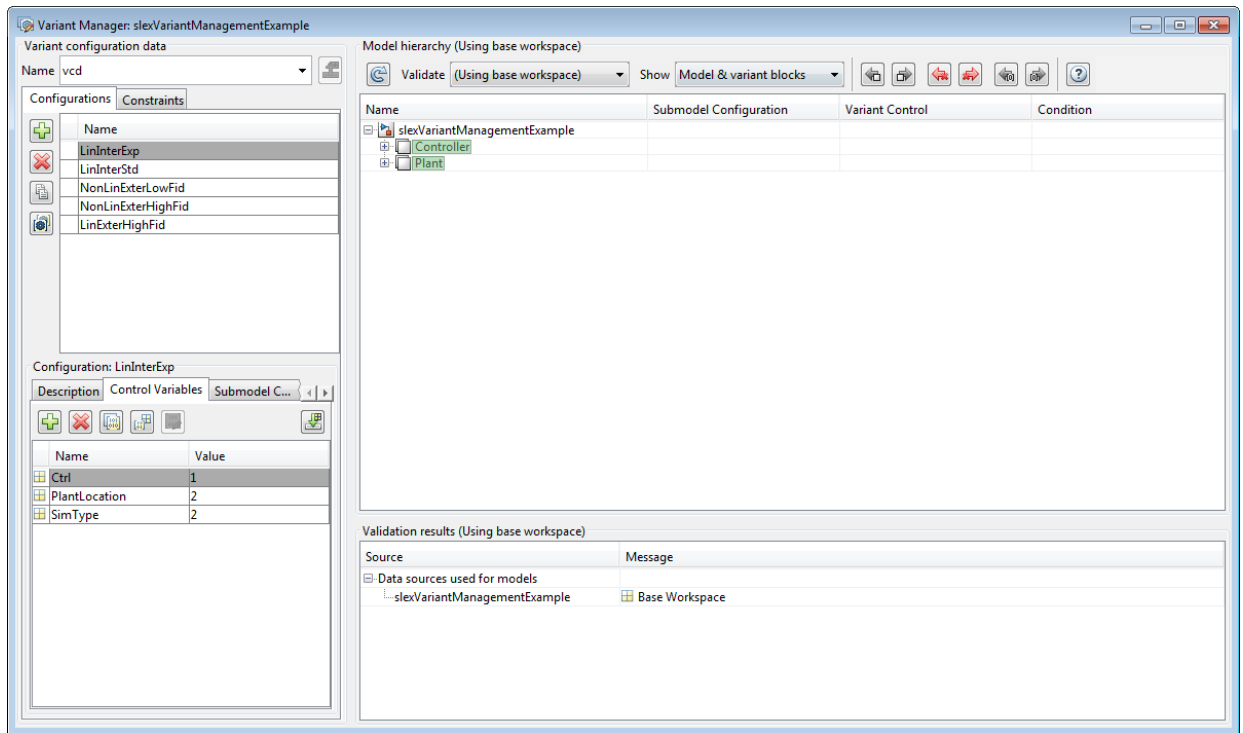 Variant Manager: slexVariantManagementExample
Variant configuration data
Name vcd
Configurations Constraints
Name
LinInterExp
LinInterStd
NonLinExterLowFid
NonLinExterHighFid
LinExterHighFid
Configuration: LinInterExp
Description Control Variables Submodel C...
Name Value
Ctrl 1
PlantLocation 2
SimType 2
Model hierarchy (Using base workspace)
Validate (Using base workspace) Show Model & variant blocks
Name Submodel Configuration Variant Control Condition
slexVariantManagementExample
Controller
Plant
Validation results (Using base workspace)
Source Message
Data sources used for models
slexVariantManagementExample Base Workspace